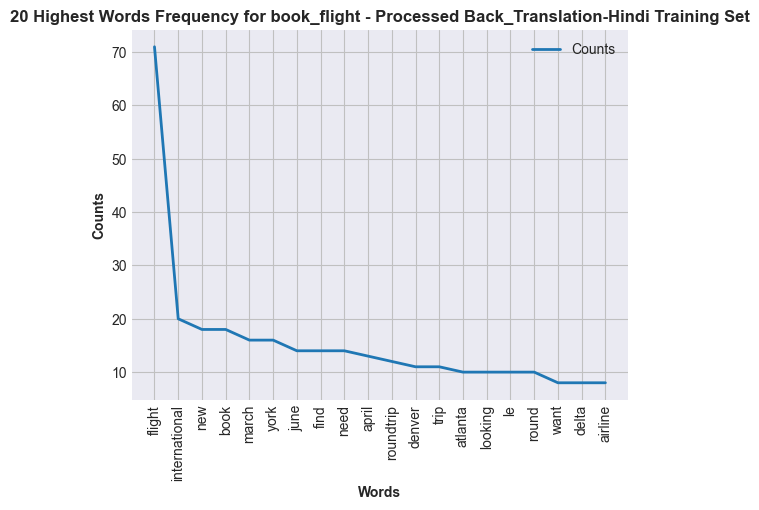 20 Highest Words Frequency for book_flight - Processed Back_Translation-Hindi Training Set
Counts
70
60
50
40
30
20
10
Counts
flight
international
new
book
march
york
june
find
need
april
roundtrip
denver
trip
atlanta
looking
le
round
want
delta
airline
Words